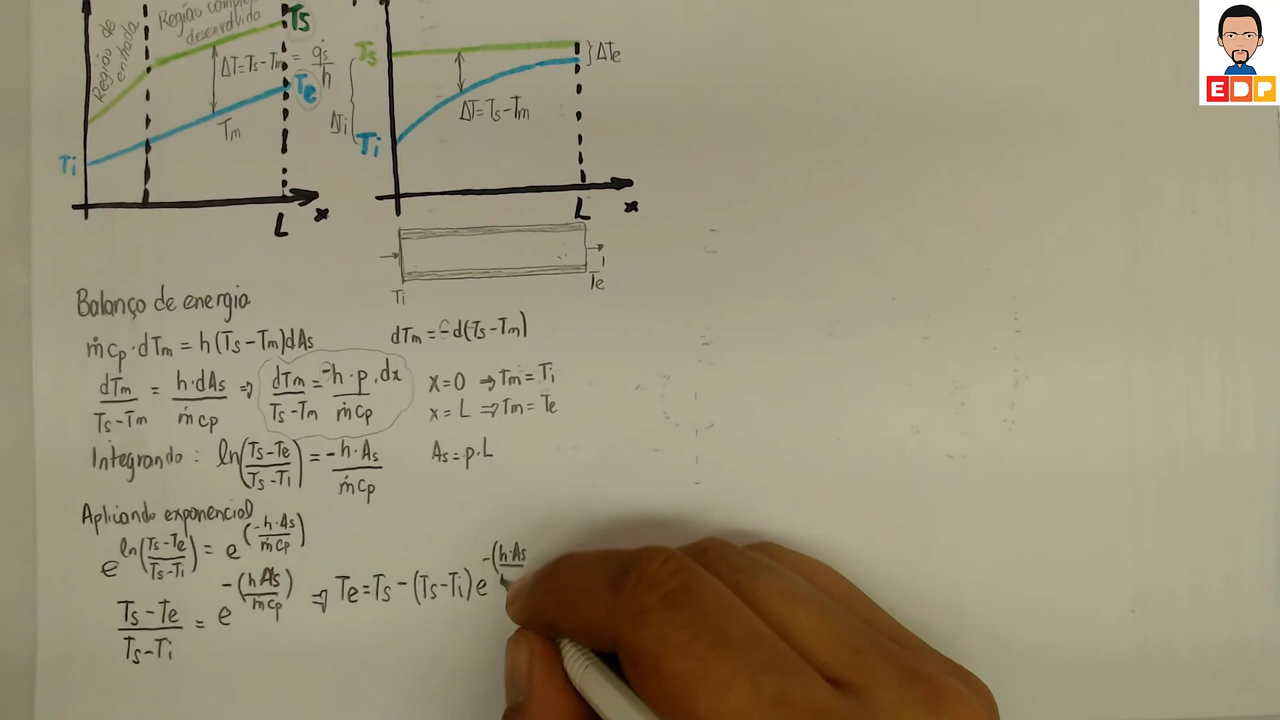 Região de entrada
Região desenvolvida
Ts
ΔT=Ts-Tm = q̇s/h
Te
Tm
Ti
L
x
Ts
ΔTe
ΔT=Ts-Tm
ΔTi
Ti
L
x
Ti
Te
EDP
Balanço de energia
ṁcp·dTm = h(Ts-Tm)dAs
dTm = -d(Ts-Tm)
dTm/(Ts-Tm) = h·dAs/ṁcp ⇒ dTm/(Ts-Tm) = -h·p·dx/ṁcp
x=0 ⇒ Tm=Ti
x=L ⇒ Tm=Te
Integrando: ln((Ts-Te)/(Ts-Ti)) = -h·As/ṁcp
As=p·L
Aplicando exponencial
e^ln((Ts-Te)/(Ts-Ti)) = e^(-h·As/ṁcp)
(Ts-Te)/(Ts-Ti) = e^-(hAs/ṁcp) ⇒ Te=Ts-(Ts-Ti)e^-(h·As